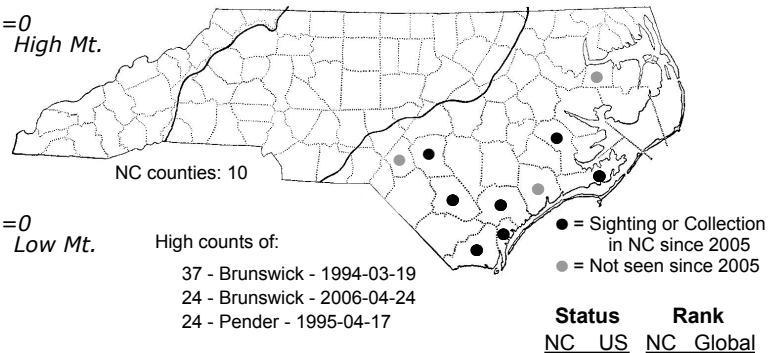 =0
High Mt.
NC counties: 10
=0
Low Mt.
High counts of:
37 - Brunswick - 1994-03-19
24 - Brunswick - 2006-04-24
24 - Pender - 1995-04-17
= Sighting or Collection
in NC since 2005
= Not seen since 2005
Status Rank
NC US NC Global